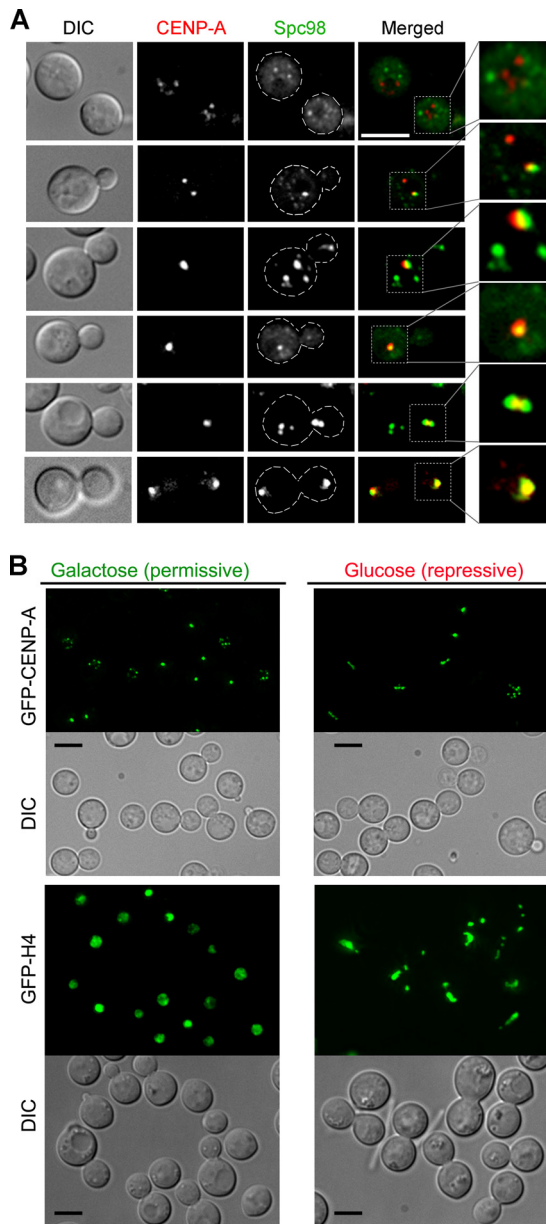 A
DIC CENP-A Spc98 Merged
B
Galactose (permissive) Glucose (repressive)
GFP-CENP-A
DIC
GFP-H4
DIC